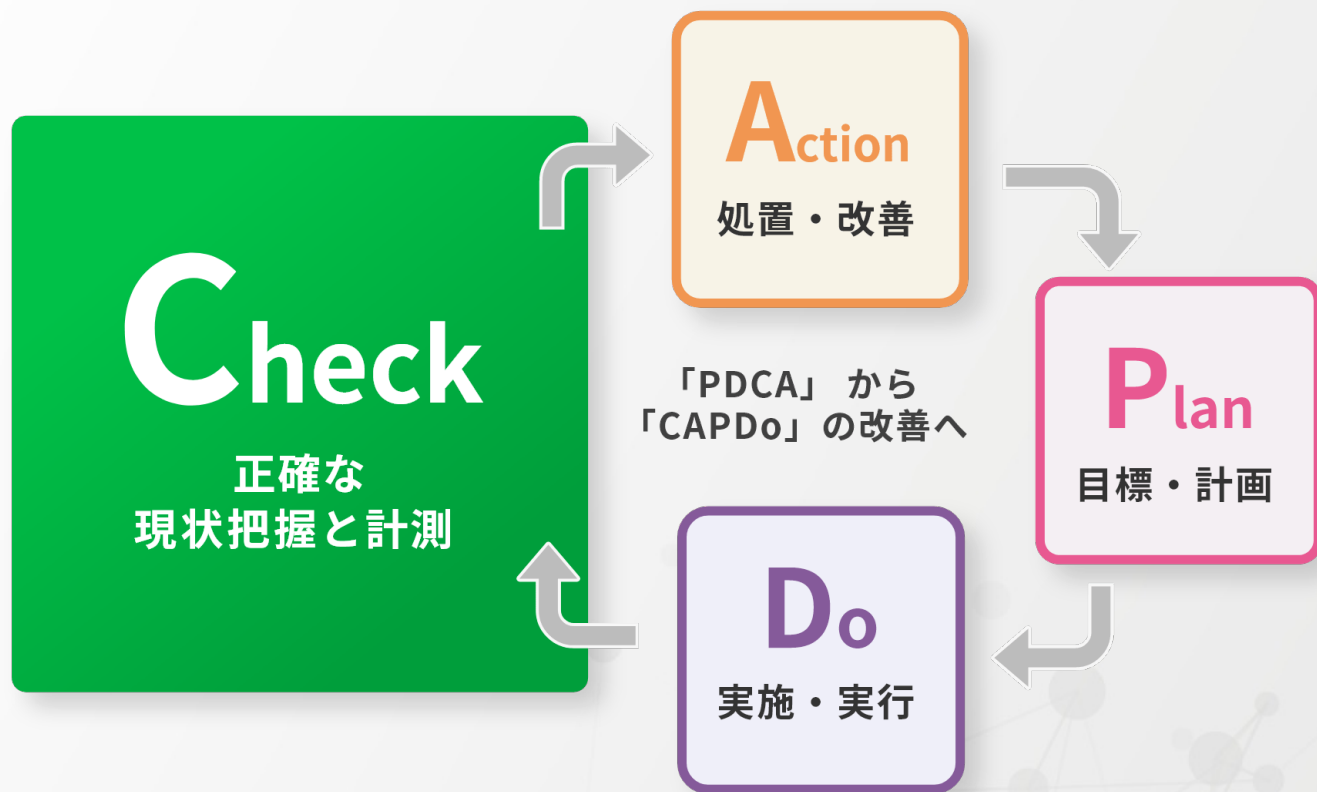 Check
正確な
現状把握と計測
Action
処置・改善
「PDCA」 から
「CAPDo」の改善へ
Plan
目標・計画
Do
実施・実行